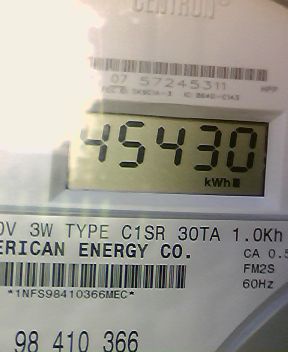 CENTRON
07 57245311
HPP
45430
kWh
0V 3W TYPE C1SR 30TA 1.0Kh
ERICAN ENERGY CO.
CA 0.5
FM2S
60Hz
*1NFS98410366MEC*
98 410 366